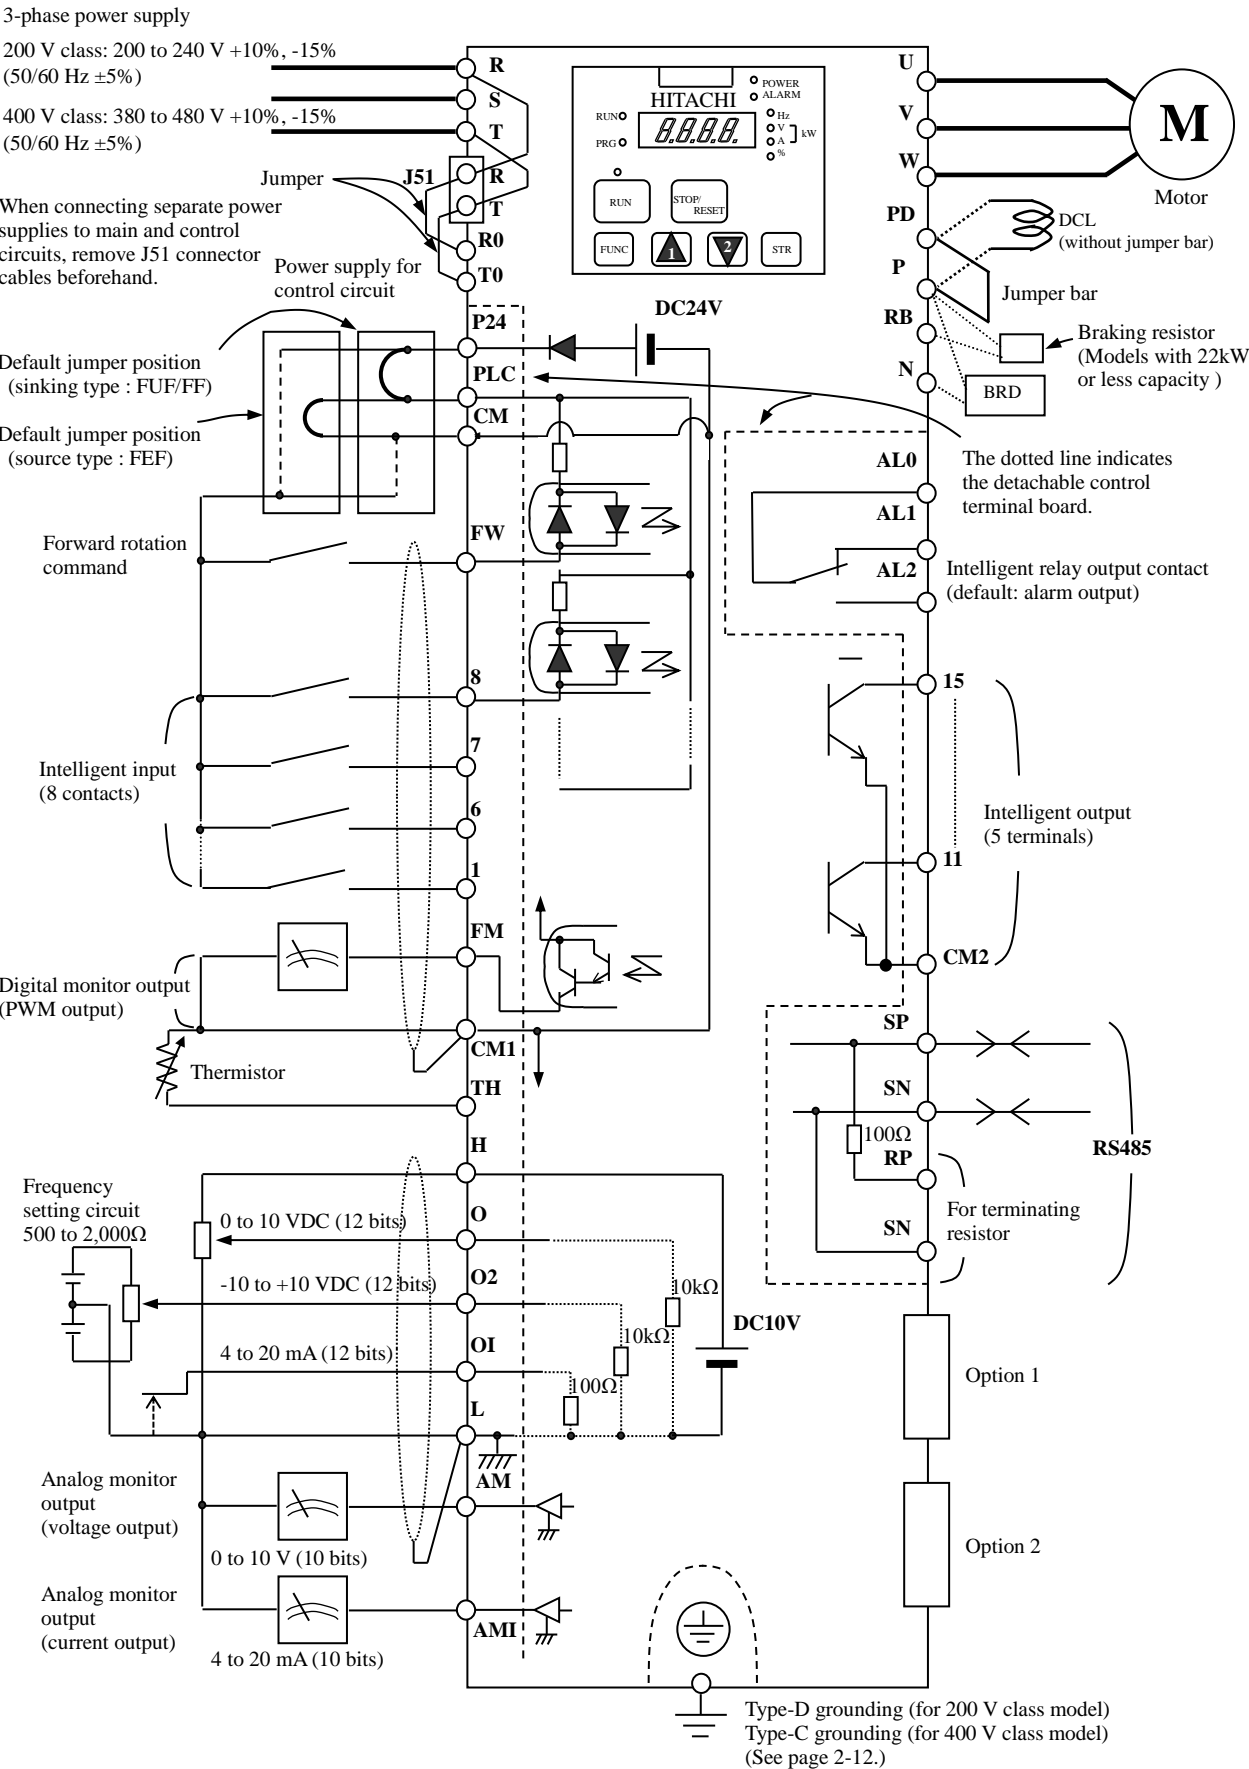 3-phase power supply
200 V class: 200 to 240 V +10%, -15%
(50/60 Hz ±5%)
400 V class: 380 to 480 V +10%, -15%
(50/60 Hz ±5%)
R
S
T
Jumper
J51
R
T
R0
T0
When connecting separate power
supplies to main and control
circuits, remove J51 connector
cables beforehand.
Power supply for
control circuit
HITACHI
POWER
ALARM
RUN
PRG
8.8.8.8
Hz
V
A
kW
%
RUN
STOP/
RESET
FUNC
1
2
STR
U
V
W
M
Motor
PD
DCL
(without jumper bar)
P
Jumper bar
RB
Braking resistor
(Models with 22kW
or less capacity )
N
BRD
P24
DC24V
PLC
CM
Default jumper position
(sinking type : FUF/FF)
Default jumper position
(source type : FEF)
The dotted line indicates
the detachable control
terminal board.
AL0
AL1
AL2
Intelligent relay output contact
(default: alarm output)
Forward rotation
command
FW
8
7
6
1
Intelligent input
(8 contacts)
15
11
CM2
Intelligent output
(5 terminals)
FM
Digital monitor output
(PWM output)
CM1
Thermistor
TH
SP
SN
100Ω
RP
RS485
SN
For terminating
resistor
H
Frequency
setting circuit
500 to 2,000Ω
0 to 10 VDC (12 bits)
O
-10 to +10 VDC (12 bits)
O2
10kΩ
10kΩ
DC10V
4 to 20 mA (12 bits)
OI
100Ω
L
Option 1
AM
Analog monitor
output
(voltage output)
0 to 10 V (10 bits)
Option 2
Analog monitor
output
(current output)
AMI
4 to 20 mA (10 bits)
Type-D grounding (for 200 V class model)
Type-C grounding (for 400 V class model)
(See page 2-12.)